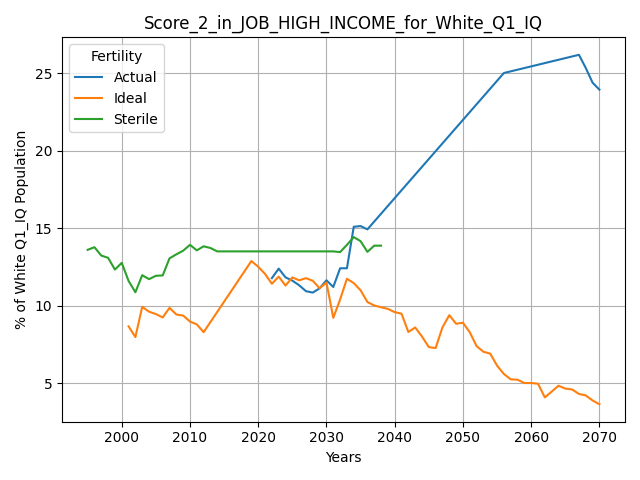 Score_2_in_JOB_HIGH_INCOME_for_White_Q1_IQ
Fertility
Actual
Ideal
Sterile
% of White Q1_IQ Population
25
20
15
10
5
2000 2010 2020 2030 2040 2050 2060 2070
Years